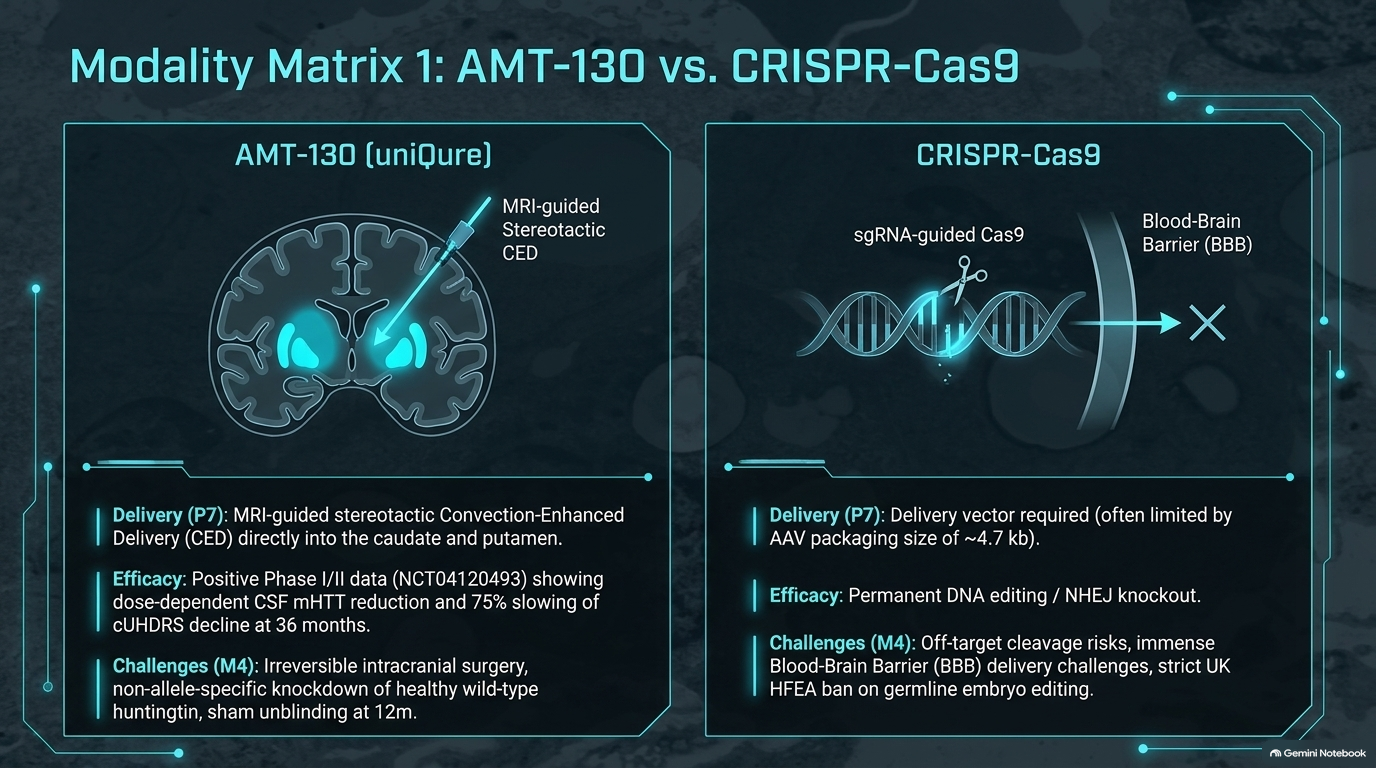 Modality Matrix 1: AMT-130 vs. CRISPR-Cas9
AMT-130 (uniQure)
MRI-guided
Stereotactic
CED
Delivery (P7): MRI-guided stereotactic Convection-Enhanced
Delivery (CED) directly into the caudate and putamen.
Efficacy: Positive Phase I/II data (NCT04120493) showing
dose-dependent CSF mHTT reduction and 75% slowing of
cUHDRS decline at 36 months.
Challenges (M4): Irreversible intracranial surgery,
non-allele-specific knockdown of healthy wild-type
huntingtin, sham unblinding at 12m.
CRISPR-Cas9
sgRNA-guided Cas9
Blood-Brain
Barrier (BBB)
Delivery (P7): Delivery vector required (often limited by
AAV packaging size of ~4.7 kb).
Efficacy: Permanent DNA editing / NHEJ knockout.
Challenges (M4): Off-target cleavage risks, immense
Blood-Brain Barrier (BBB) delivery challenges, strict UK
HFEA ban on germline embryo editing.
Gemini Notebook